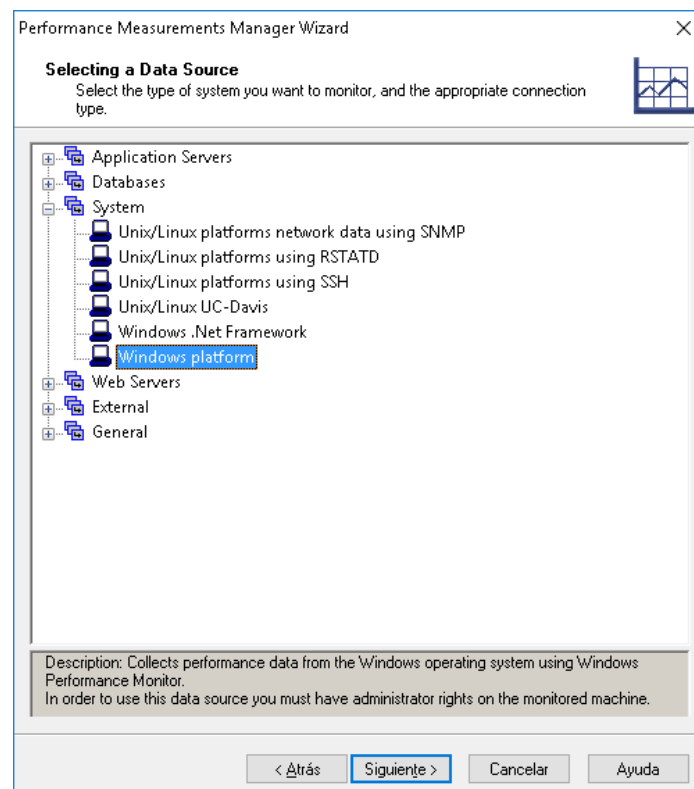 Performance Measurements Manager Wizard
Selecting a Data Source
Select the type of system you want to monitor, and the appropriate connection
type.
Application Servers
Databases
System
Unix/Linux platforms network data using SNMP
Unix/Linux platforms using RSTATD
Unix/Linux platforms using SSH
Unix/Linux UC-Davis
Windows .Net Framework
Windows platform
Web Servers
External
General
Description: Collects performance data from the Windows operating system using Windows
Performance Monitor.
In order to use this data source you must have administrator rights on the monitored machine.
< Atrás Siguiente > Cancelar Ayuda